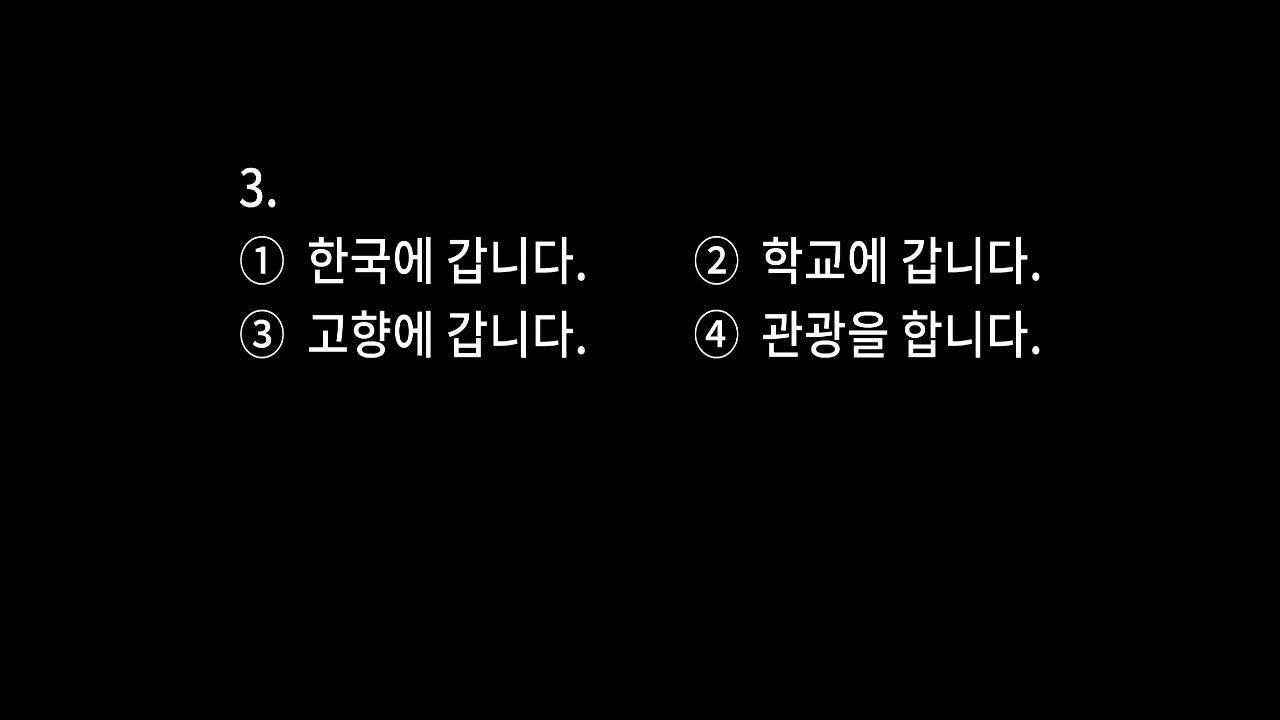 3.
① 한국에 갑니다. ② 학교에 갑니다.
③ 고향에 갑니다. ④ 관광을 합니다.